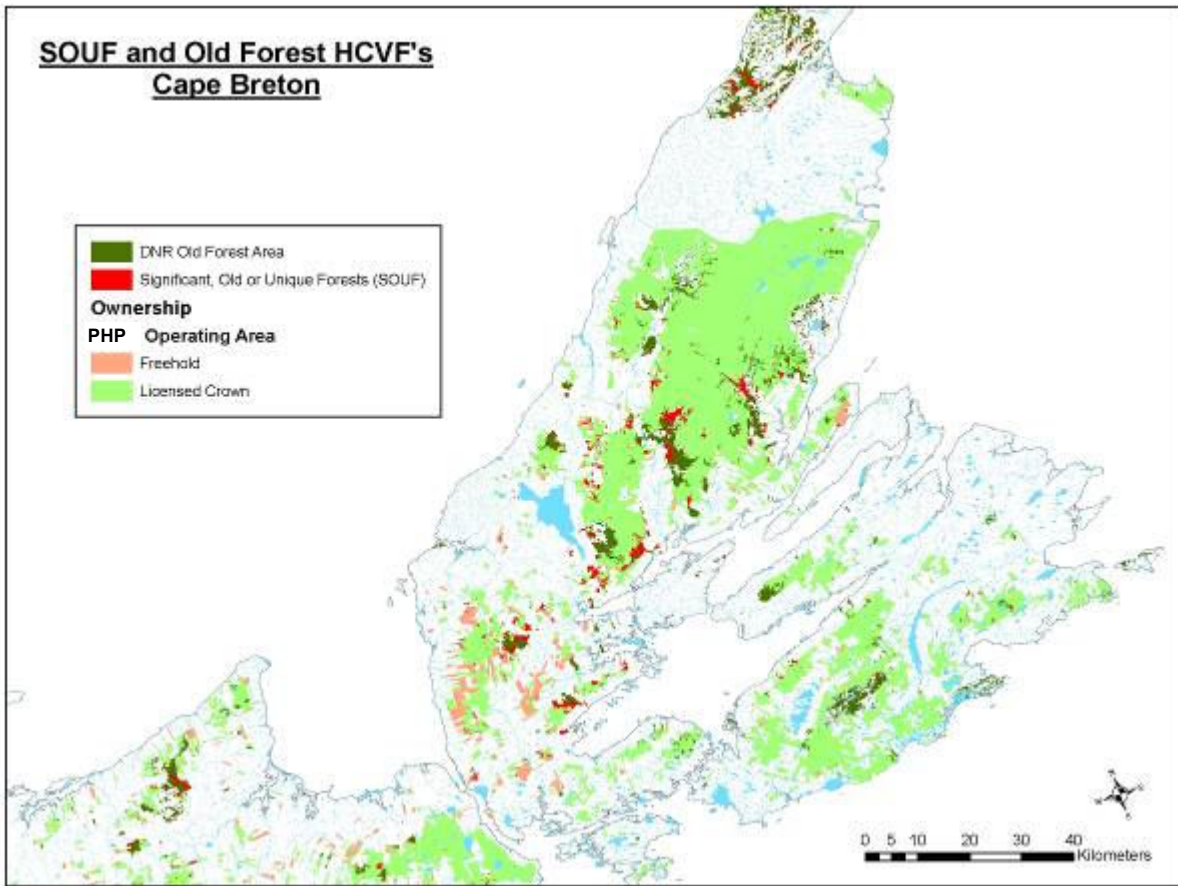 SOUF and Old Forest HCVF's
Cape Breton
DNR Old Forest Area
Significant, Old or Unique Forests (SOUF)
Ownership
PHP Operating Area
Freehold
Licensed Crown
0 5 10 20 30 40
Kilometers